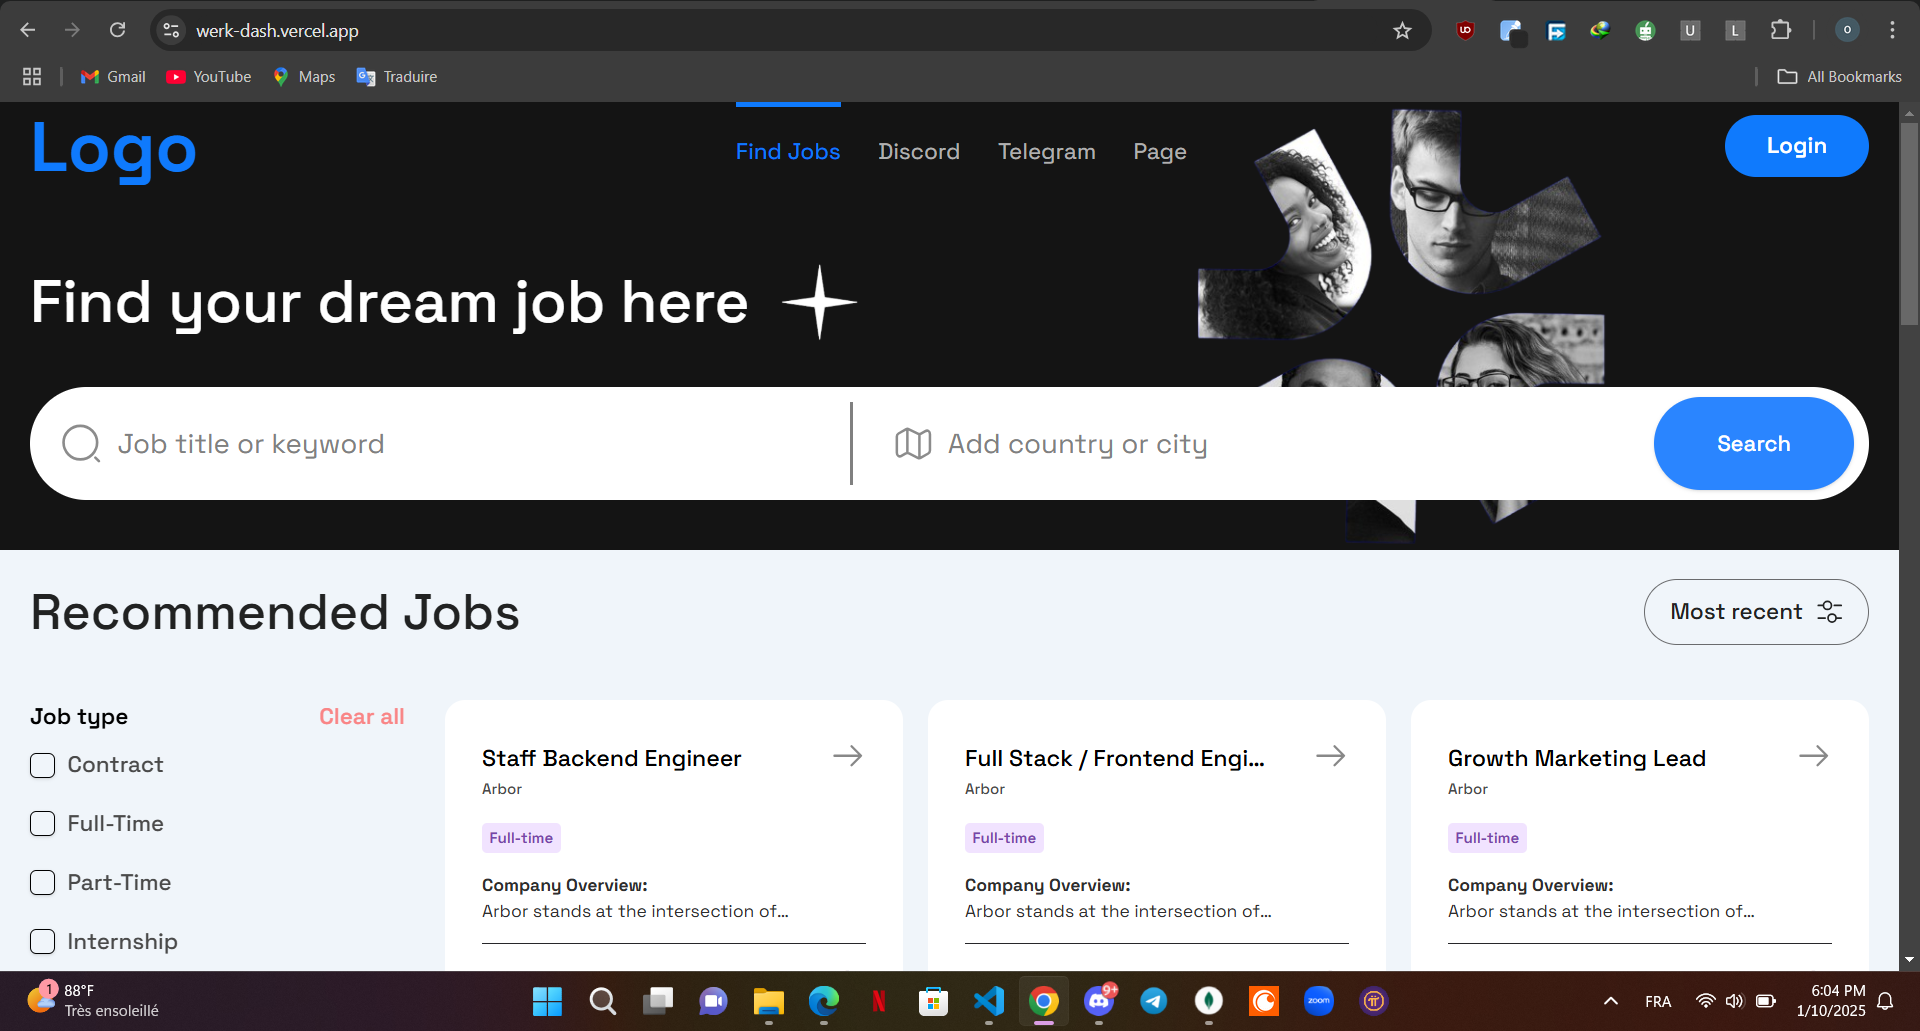 werk-dash.vercel.app
Gmail
YouTube
Maps
Traduire
All Bookmarks
U
L
O
Logo
Find Jobs
Discord
Telegram
Page
Login
Find your dream job here
Job title or keyword
Add country or city
Search
Recommended Jobs
Most recent
Job type
Clear all
Contract
Full-Time
Part-Time
Internship
Staff Backend Engineer
Arbor
Full-time
Company Overview:
Arbor stands at the intersection of...
Full Stack / Frontend Engi...
Arbor
Full-time
Company Overview:
Arbor stands at the intersection of...
Growth Marketing Lead
Arbor
Full-time
Company Overview:
Arbor stands at the intersection of...
1
88°F
Très ensoleillé
N
9+
zoom
FRA
6:04 PM
1/10/2025